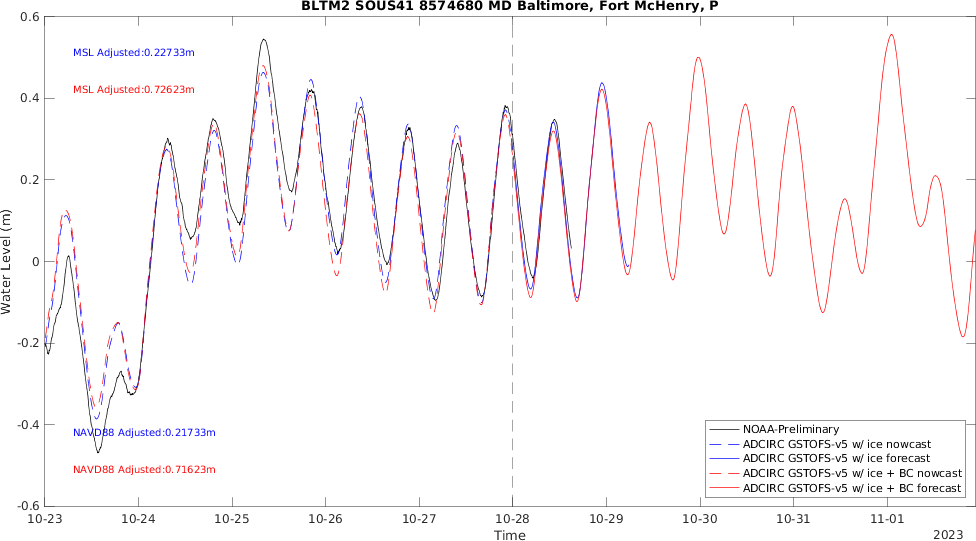 BLTM2 SOUS41 8574680 MD Baltimore, Fort McHenry, P
0.6
0.4
0.2
0
-0.2
-0.4
-0.6
Water Level (m)
MSL Adjusted:0.22733m
MSL Adjusted:0.72623m
NAVD88 Adjusted:0.21733m
NAVD88 Adjusted:0.71623m
NOAA-Preliminary
ADCIRC GSTOFS-v5 w/ ice nowcast
ADCIRC GSTOFS-v5 w/ ice forecast
ADCIRC GSTOFS-v5 w/ ice + BC nowcast
ADCIRC GSTOFS-v5 w/ ice + BC forecast
10-23 10-24 10-25 10-26 10-27 10-28 10-29 10-30 10-31 11-01
Time
2023